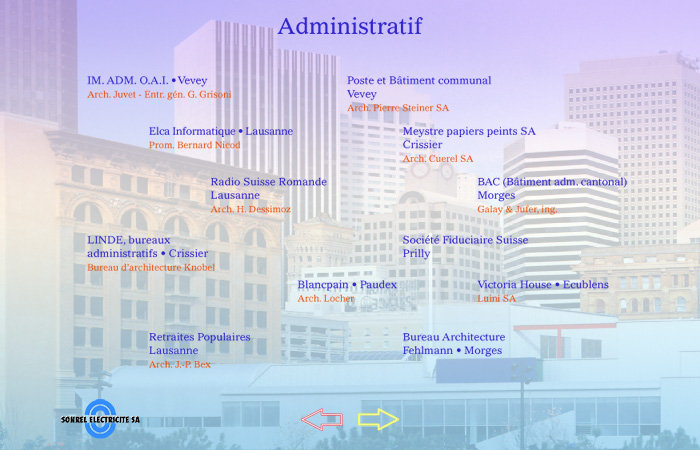 Administratif
IM. ADM. O.A.I. • Vevey
Arch. Juvet - Entr. gén. G. Grisoni
Poste et Bâtiment communal
Vevey
Arch. Pierre Steiner SA
Elca Informatique • Lausanne
Prom. Bernard Nicod
Meystre papiers peints SA
Crissier
Arch. Cuerel SA
Radio Suisse Romande
Lausanne
Arch. H. Dessimoz
BAC (Bâtiment adm. cantonal)
Morges
Galay & Jufer, ing.
LINDE, bureaux
administratifs • Crissier
Bureau d'architecture Knobel
Société Fiduciaire Suisse
Prilly
Blancpain • Paudex
Arch. Locher
Victoria House • Ecublens
Luini SA
Retraites Populaires
Lausanne
Arch. J.-P. Bex
Bureau Architecture
Fehlmann • Morges
SOHREL ELECTRICITE SA